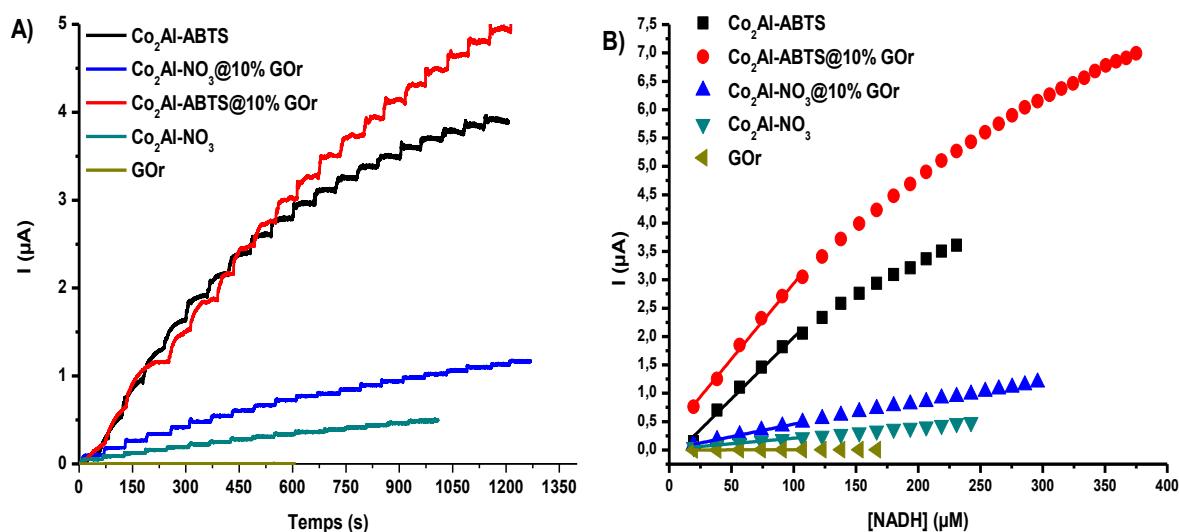 A)
I (µA)
5
4
3
2
1
0
Co2Al-ABTS
Co2Al-NO3@10% GOr
Co2Al-ABTS@10% GOr
Co2Al-NO3
GOr
0 150 300 450 600 750 900 1050 1200 1350
Temps (s)
B)
I (µA)
7,5
7,0
6,5
6,0
5,5
5,0
4,5
4,0
3,5
3,0
2,5
2,0
1,5
1,0
0,5
0,0
Co2Al-ABTS
Co2Al-ABTS@10% GOr
Co2Al-NO3@10% GOr
Co2Al-NO3
GOr
0 50 100 150 200 250 300 350 400
[NADH] (µM)